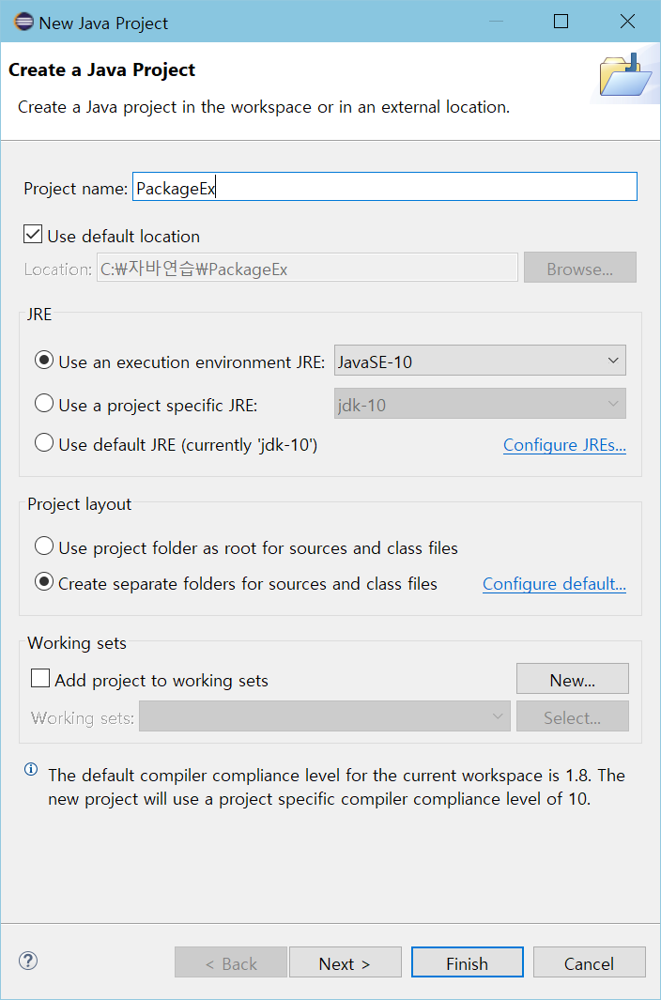 New Java Project
Create a Java Project
Create a Java project in the workspace or in an external location.
Project name: PackageEx
Use default location
Location: C:₩자바연습₩PackageEx Browse...
JRE
Use an execution environment JRE: JavaSE-10
Use a project specific JRE: jdk-10
Use default JRE (currently 'jdk-10') Configure JREs...
Project layout
Use project folder as root for sources and class files
Create separate folders for sources and class files Configure default...
Working sets
Add project to working sets New...
Working sets: Select...
The default compiler compliance level for the current workspace is 1.8. The
new project will use a project specific compiler compliance level of 10.
? < Back Next > Finish Cancel